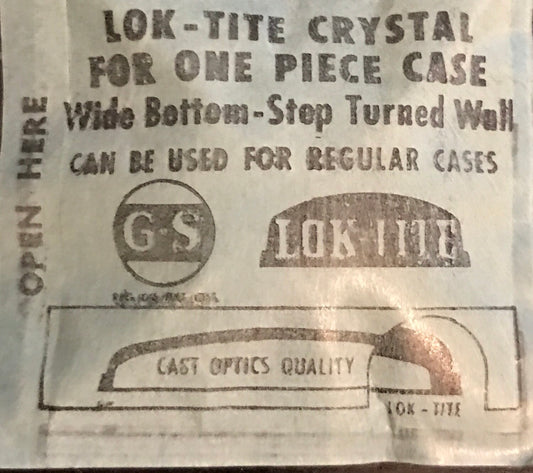 LOK-TITE CRYSTAL
FOR ONE PIECE CASE
Wide Bottom-Stop Turned Wall
CAN BE USED FOR REGULAR CASES
OPEN HERE
G-S
LOK-TITE
CAST OPTICS QUALITY
LOK-TITE